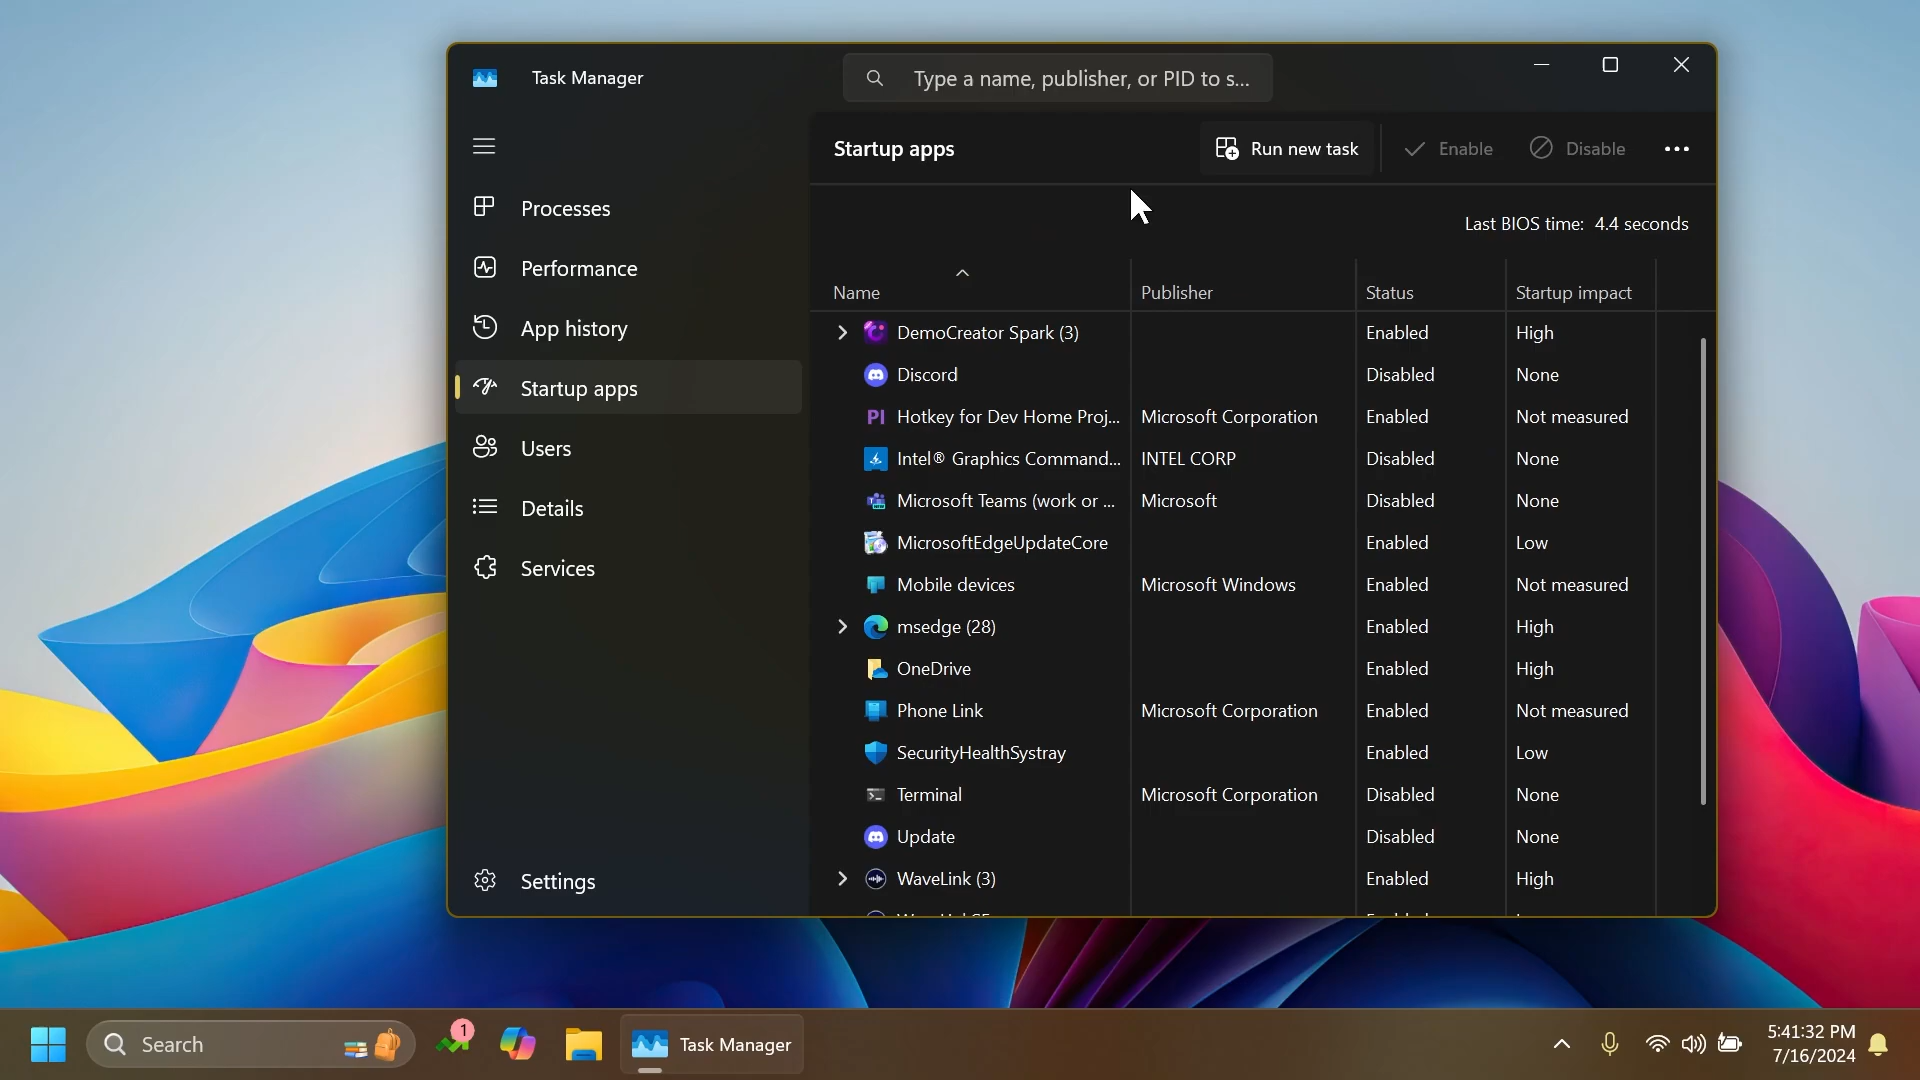 Task Manager
Type a name, publisher, or PID to s...
Processes
Performance
App history
Startup apps
Users
Details
Services
Settings
Startup apps
Run new task
Enable
Disable
Last BIOS time: 4.4 seconds
Name Publisher Status Startup impact
DemoCreator Spark (3) Enabled High
Discord Disabled None
Hotkey for Dev Home Proj... Microsoft Corporation Enabled Not measured
Intel® Graphics Command... INTEL CORP Disabled None
Microsoft Teams (work or ... Microsoft Disabled None
MicrosoftEdgeUpdateCore Enabled Low
Mobile devices Microsoft Windows Enabled Not measured
msedge (28) Enabled High
OneDrive Enabled High
Phone Link Microsoft Corporation Enabled Not measured
SecurityHealthSystray Enabled Low
Terminal Microsoft Corporation Disabled None
Update Disabled None
WaveLink (3) Enabled High
Search
1
Task Manager
5:41:32 PM
7/16/2024